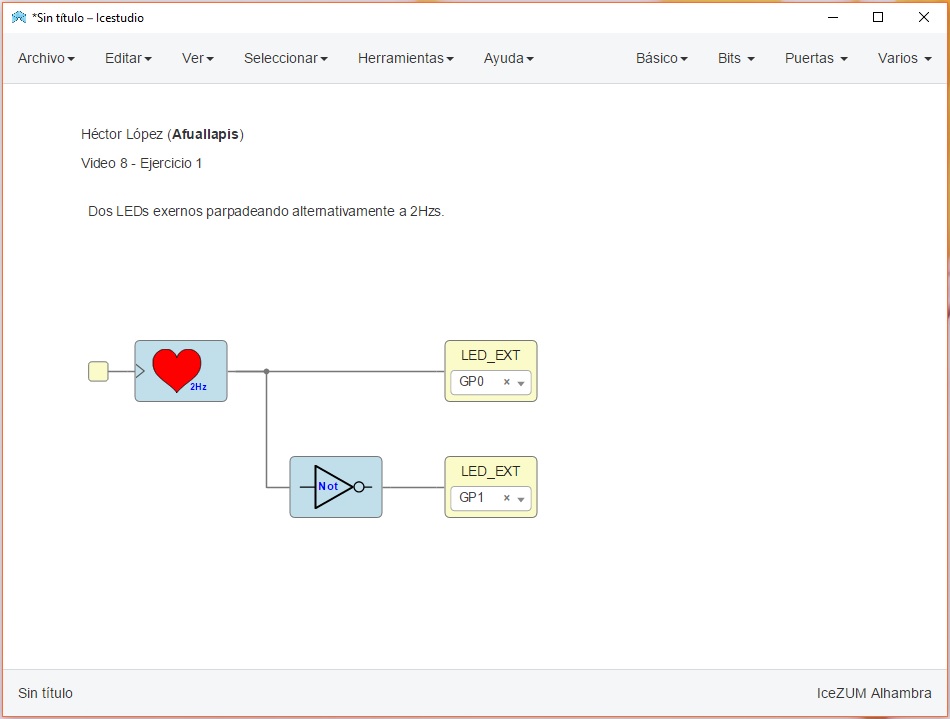 *Sin título – Icestudio
Archivo Editar Ver Seleccionar Herramientas Ayuda Básico Bits Puertas Varios
Héctor López (Afuallapis)
Video 8 - Ejercicio 1
Dos LEDs exernos parpadeando alternativamente a 2Hzs.
2Hz
LED_EXT
GP0 ×
Not
LED_EXT
GP1 ×
Sin título IceZUM Alhambra